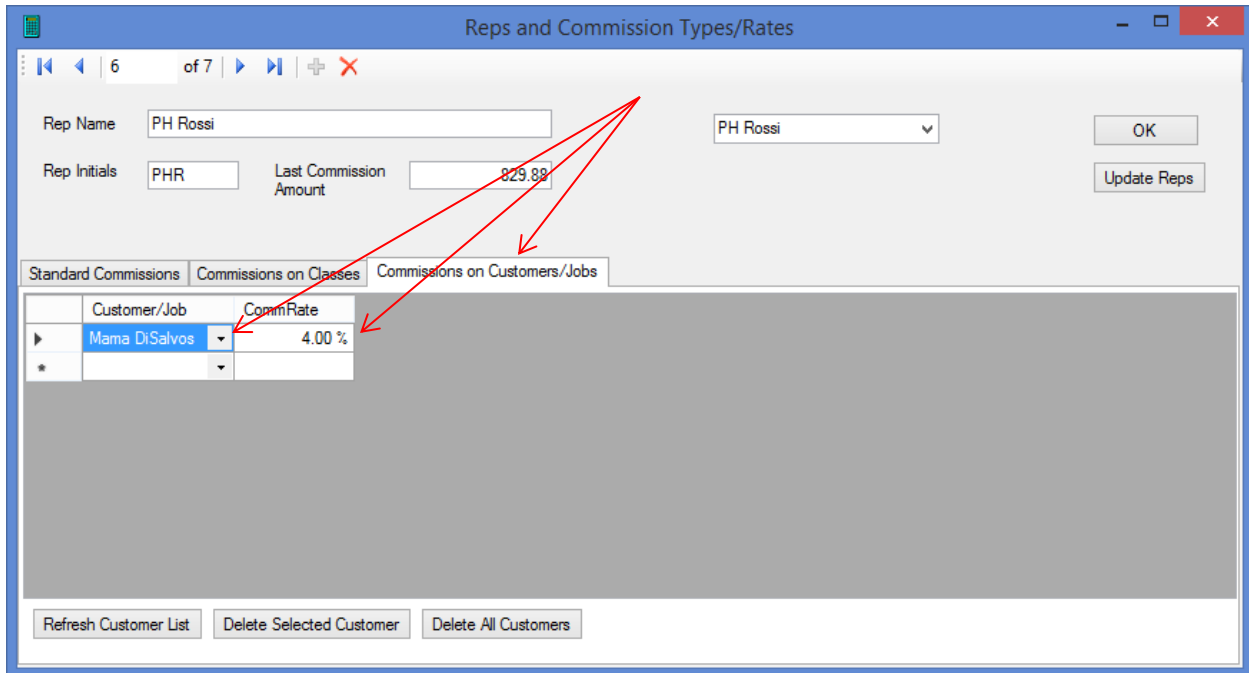 Reps and Commission Types/Rates
6 of 7
Rep Name PH Rossi PH Rossi OK
Rep Initials PHR Last Commission Amount 829.88 Update Reps
Standard Commissions Commissions on Classes Commissions on Customers/Jobs
Customer/Job CommRate
Mama DiSalvos 4.00 %
Refresh Customer List Delete Selected Customer Delete All Customers